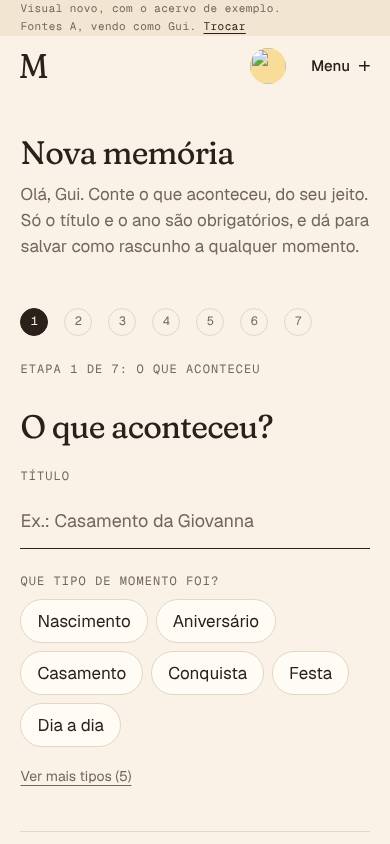 Visual novo, com o acervo de exemplo.
Fontes A, vendo como Gui. Trocar
M
Menu +
Nova memória
Olá, Gui. Conte o que aconteceu, do seu jeito.
Só o título e o ano são obrigatórios, e dá para
salvar como rascunho a qualquer momento.
1 2 3 4 5 6 7
ETAPA 1 DE 7: O QUE ACONTECEU
O que aconteceu?
TÍTULO
Ex.: Casamento da Giovanna
QUE TIPO DE MOMENTO FOI?
Nascimento Aniversário
Casamento Conquista Festa
Dia a dia
Ver mais tipos (5)